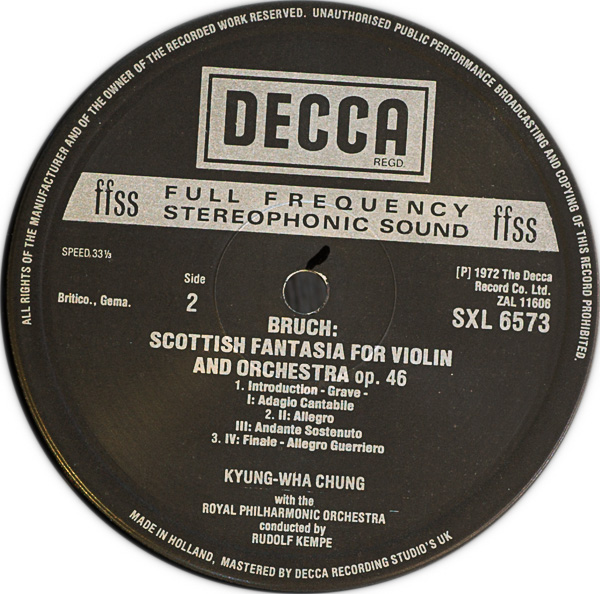 ALL RIGHTS OF THE MANUFACTURER AND OF THE OWNER OF THE RECORDED WORK RESERVED. UNAUTHORISED PUBLIC PERFORMANCE BROADCASTING AND COPYING OF THIS RECORD PROHIBITED.
DECCA
REGD.
ffss FULL FREQUENCY STEREOPHONIC SOUND ffss
SPEED 33⅓
[P] 1972 The Decca
Record Co. Ltd.
ZAL 11606
SXL 6573
Side
2
Britico., Gema.
BRUCH:
SCOTTISH FANTASIA FOR VIOLIN
AND ORCHESTRA op. 46
1. Introduction - Grave -
I: Adagio Cantabile
2. II: Allegro
III: Andante Sostenuto
3. IV: Finale - Allegro Guerriero
KYUNG-WHA CHUNG
with the
ROYAL PHILHARMONIC ORCHESTRA
conducted by
RUDOLF KEMPE
MADE IN HOLLAND, MASTERED BY DECCA RECORDING STUDIO'S UK